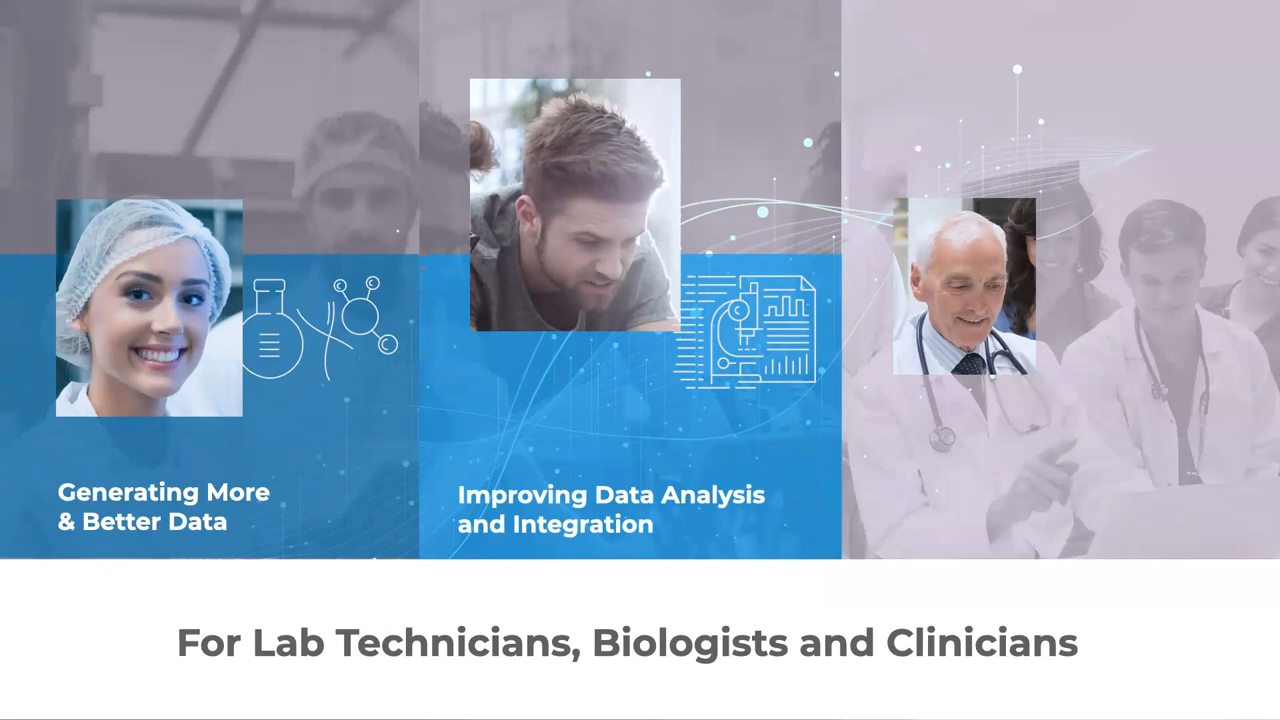 Generating More
& Better Data
Improving Data Analysis
and Integration
For Lab Technicians, Biologists and Clinicians